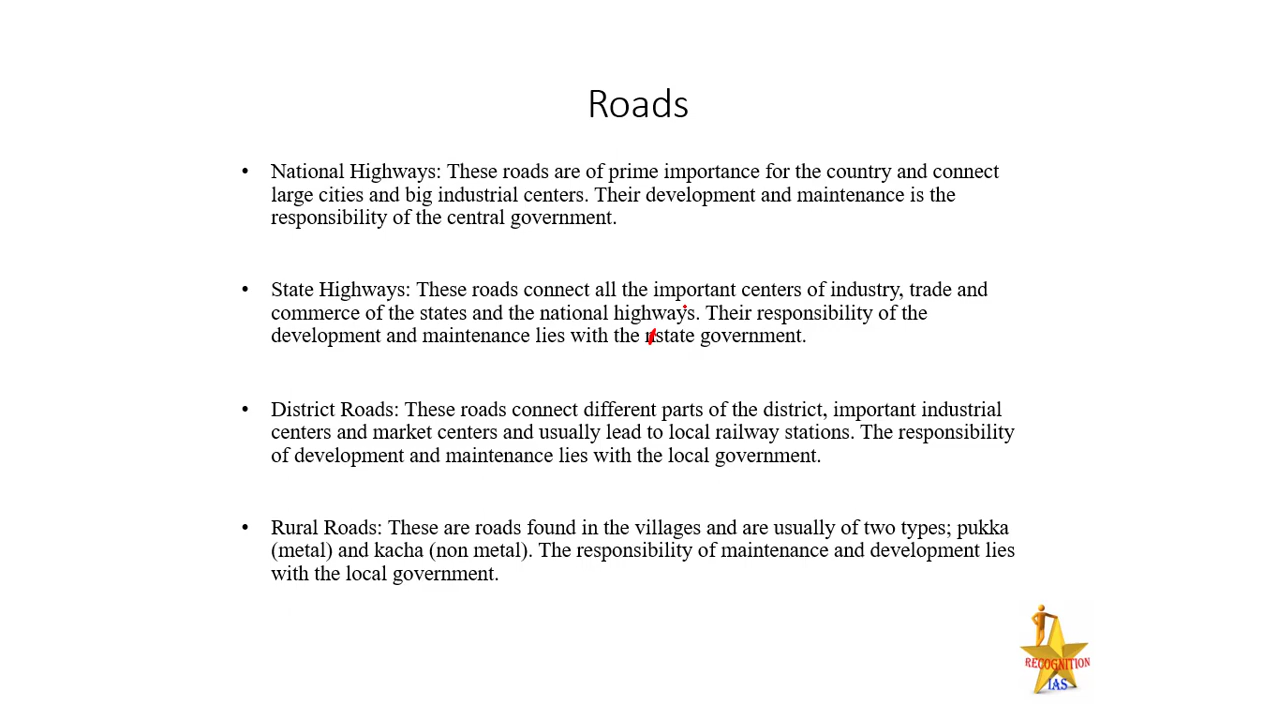 Roads
• National Highways: These roads are of prime importance for the country and connect
large cities and big industrial centers. Their development and maintenance is the
responsibility of the central government.
• State Highways: These roads connect all the important centers of industry, trade and
commerce of the states and the national highways. Their responsibility of the
development and maintenance lies with the nstate government.
• District Roads: These roads connect different parts of the district, important industrial
centers and market centers and usually lead to local railway stations. The responsibility
of development and maintenance lies with the local government.
• Rural Roads: These are roads found in the villages and are usually of two types; pukka
(metal) and kacha (non metal). The responsibility of maintenance and development lies
with the local government.
RECOGNITION
IAS